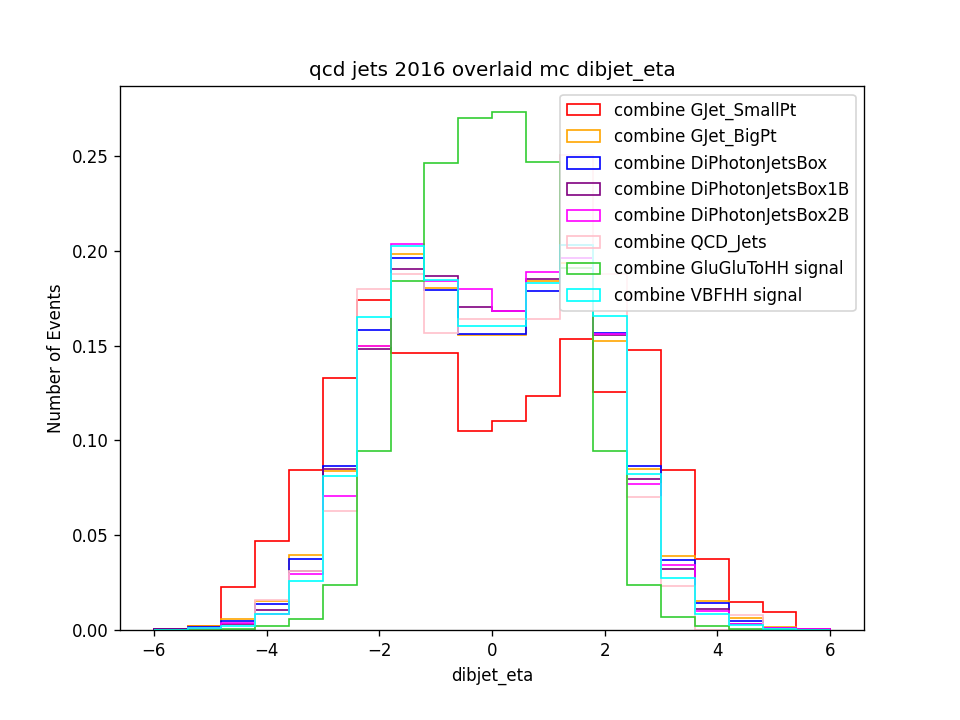 qcd jets 2016 overlaid mc dibjet_eta
combine GJet_SmallPt
combine GJet_BigPt
combine DiPhotonJetsBox
combine DiPhotonJetsBox1B
combine DiPhotonJetsBox2B
combine QCD_Jets
combine GluGluToHH signal
combine VBFHH signal
Number of Events
0.25
0.20
0.15
0.10
0.05
0.00
−6 −4 −2 0 2 4 6
dibjet_eta